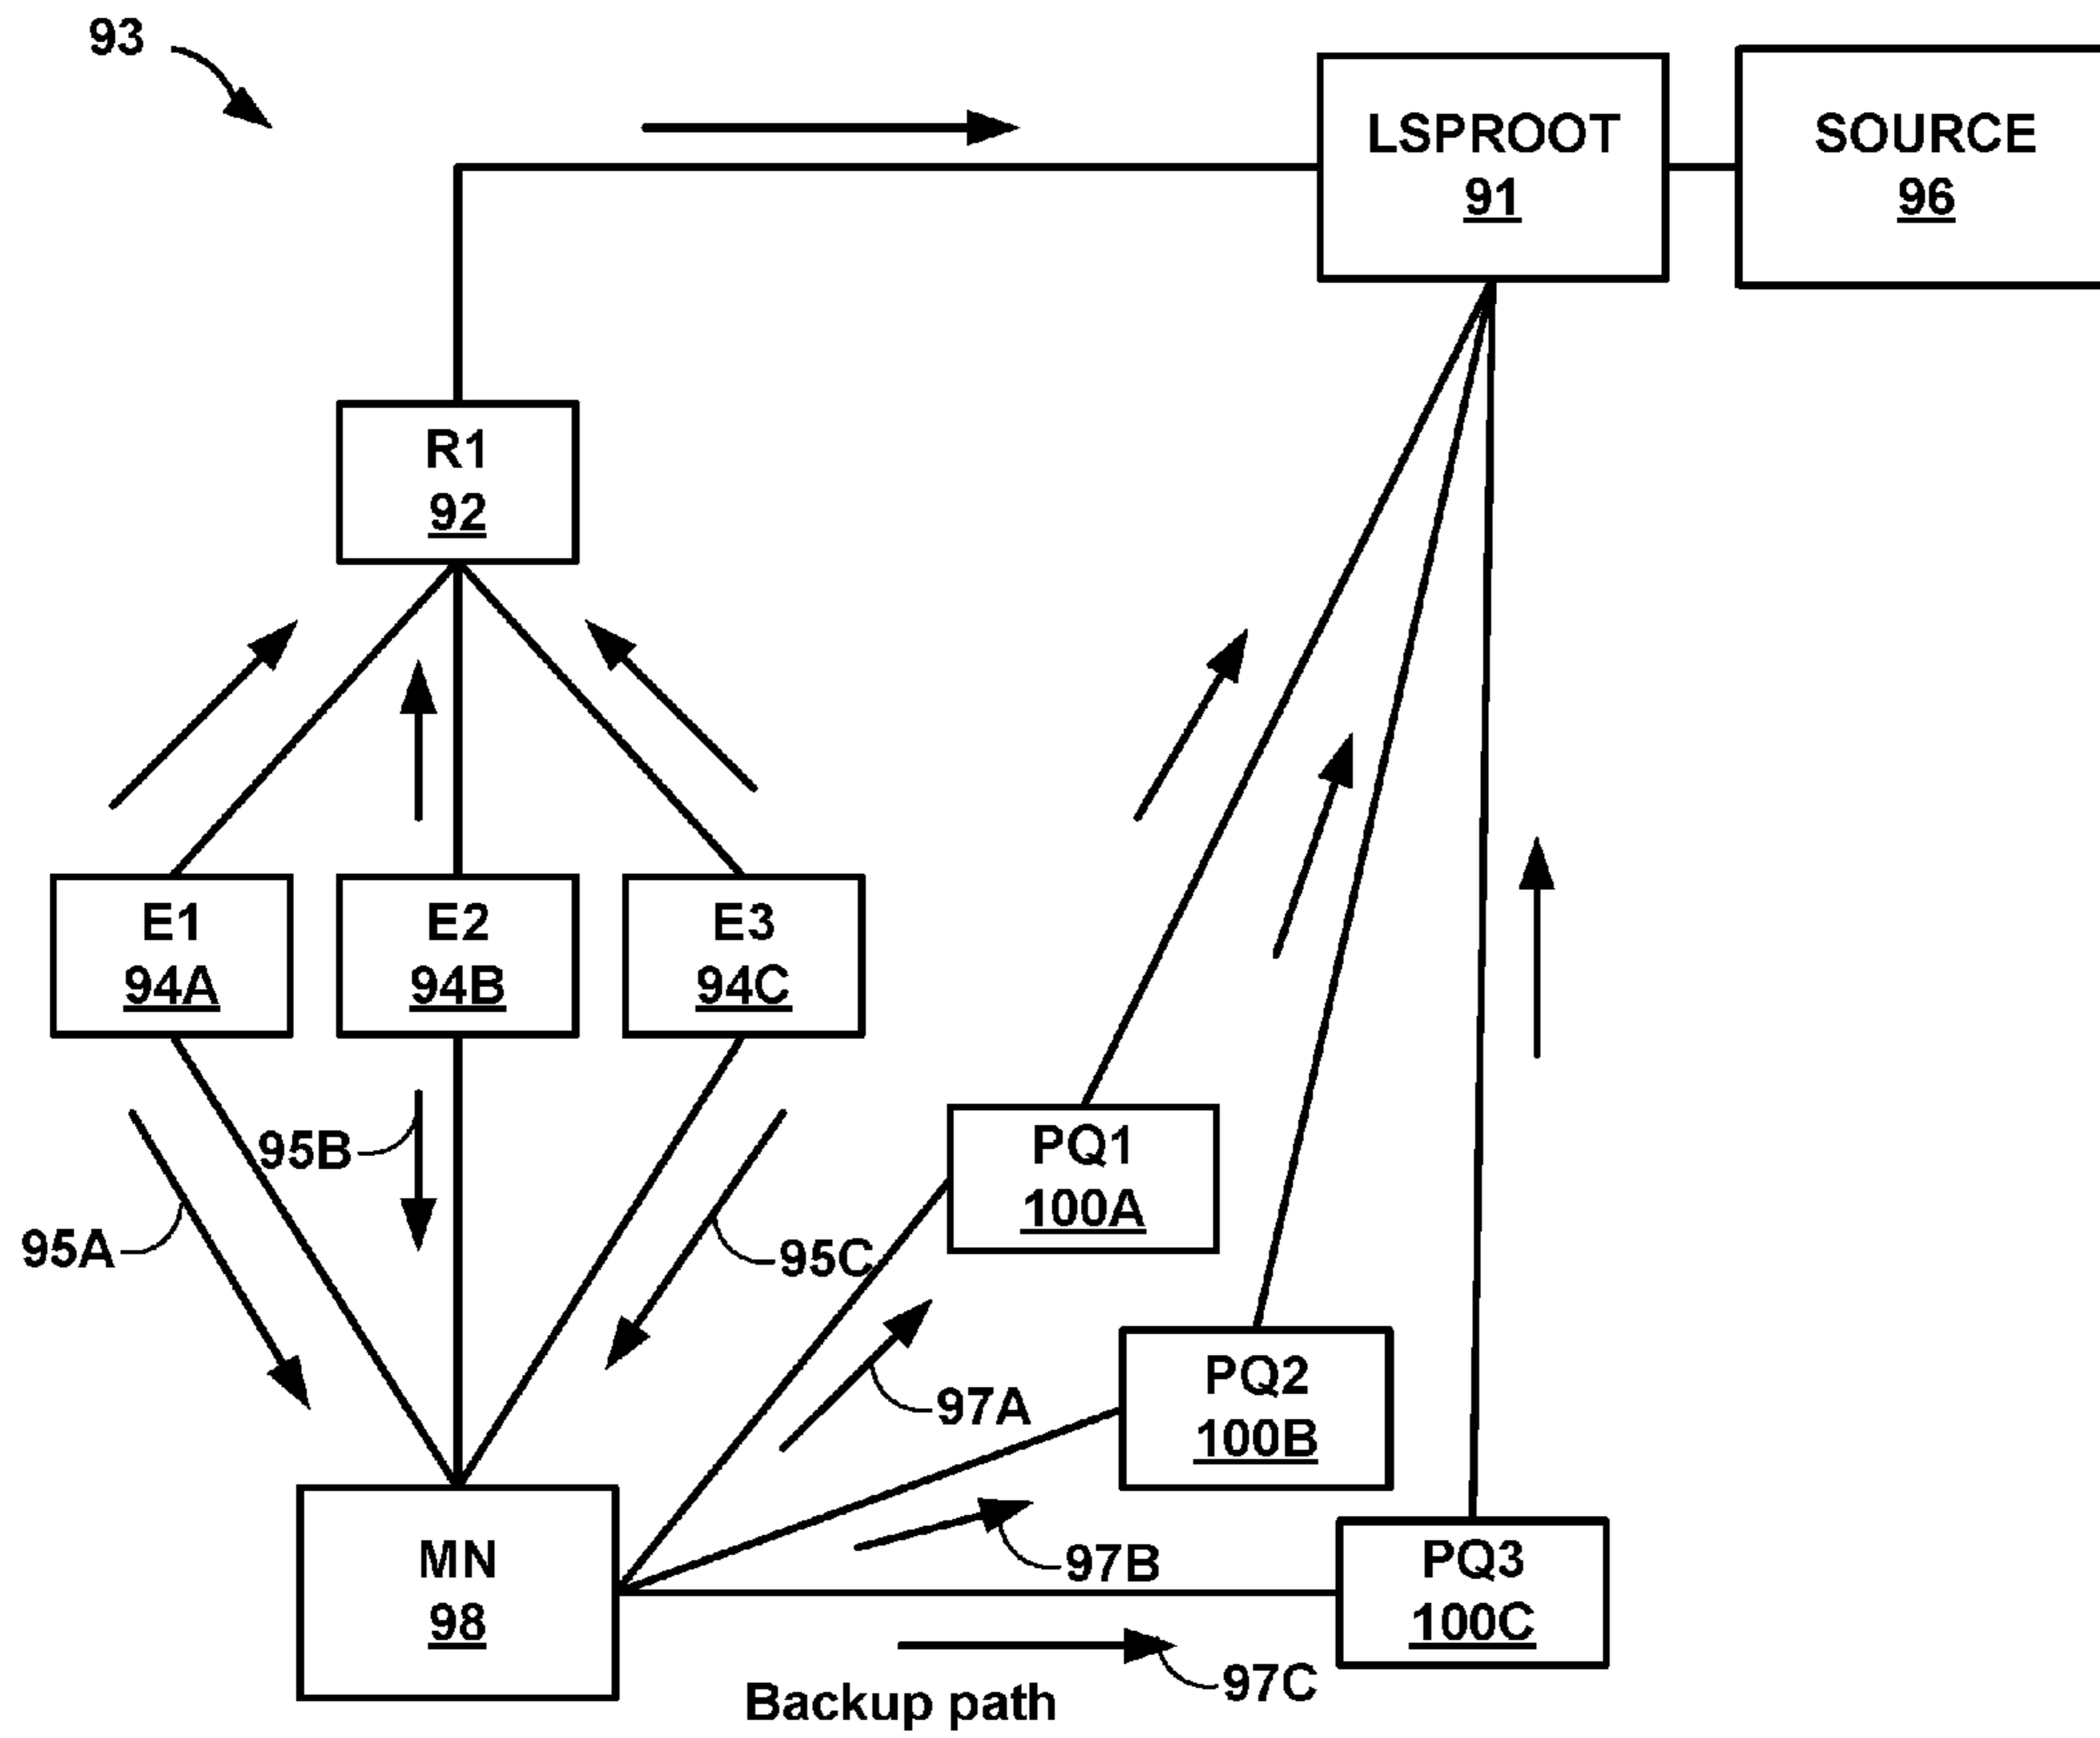 93
LSPROOT
91
SOURCE
96
R1
92
E1
94A
E2
94B
E3
94C
95B
95A
95C
PQ1
100A
97A
PQ2
100B
97B
MN
98
PQ3
100C
97C
Backup path